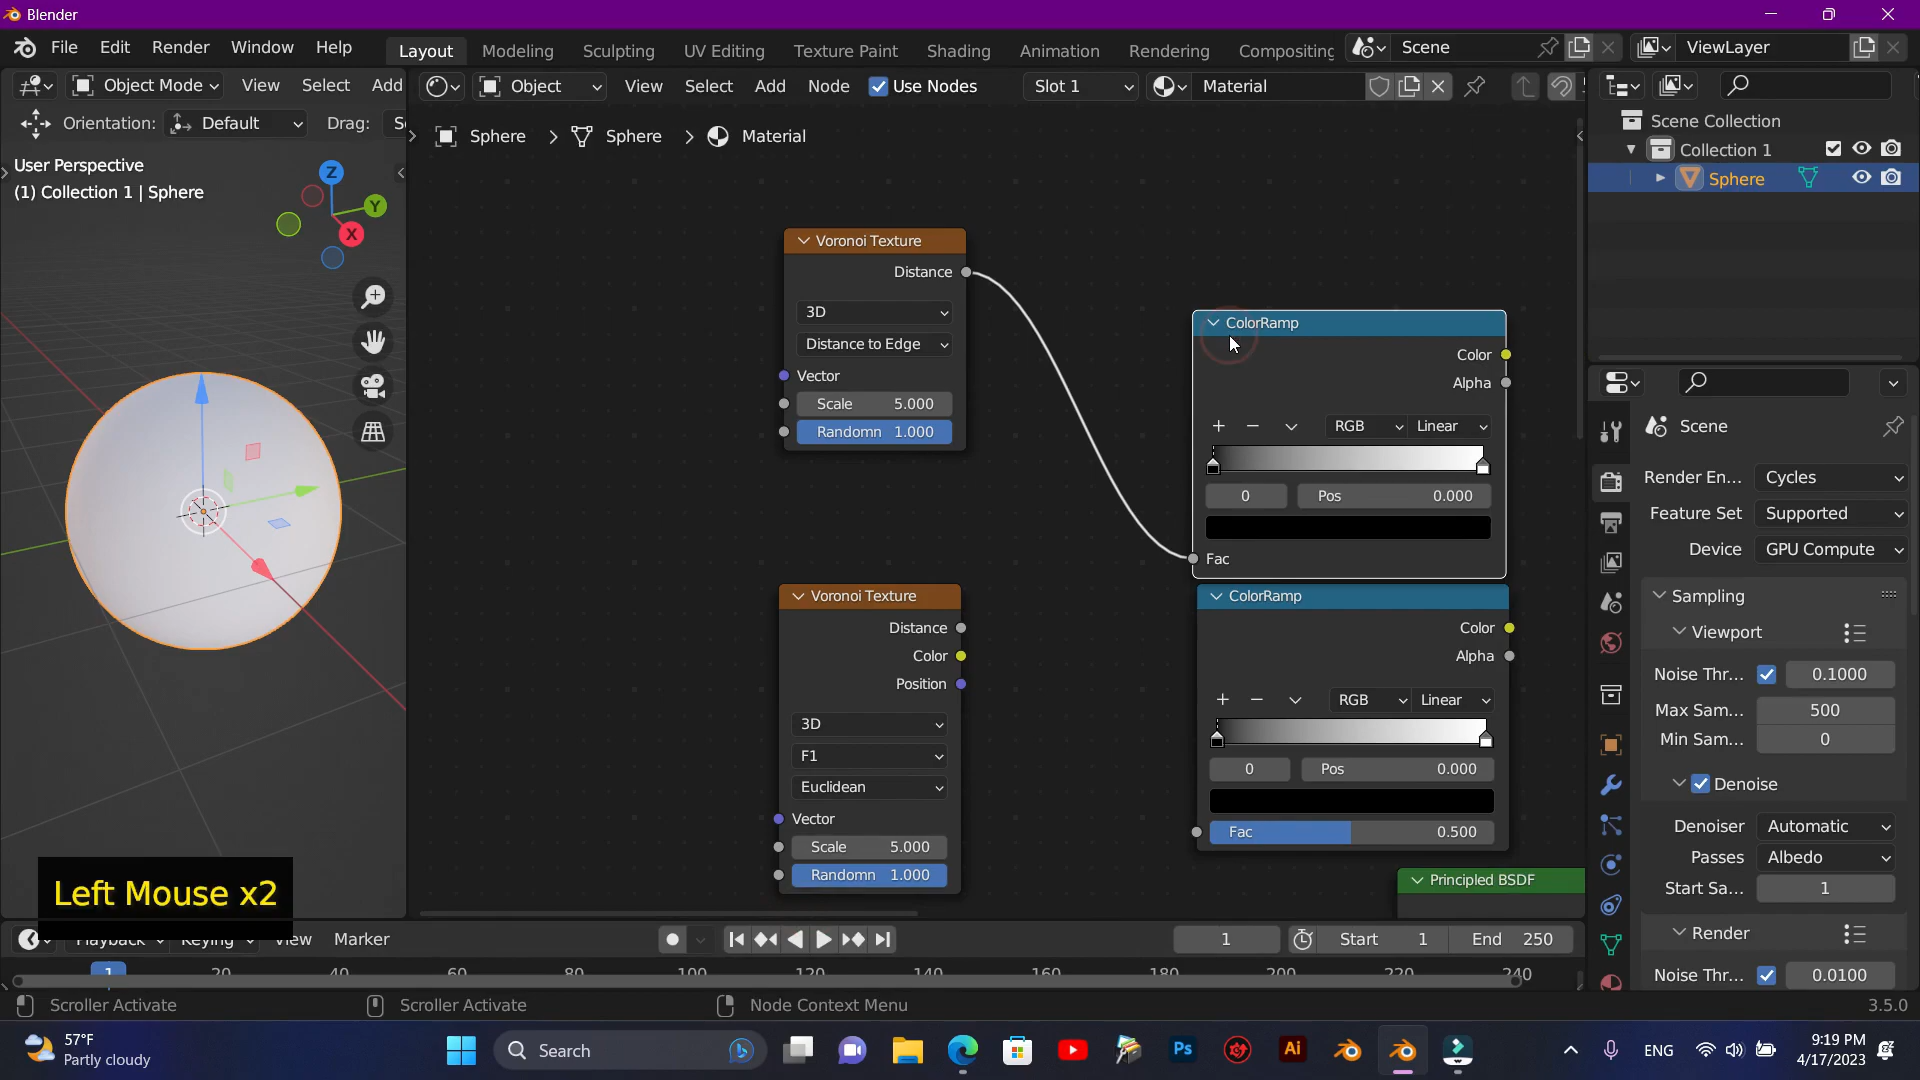 Blender
File Edit Render Window Help
Layout Modeling Sculpting UV Editing Texture Paint Shading Animation Rendering Compositing
Scene
ViewLayer
Object Mode View Select Add
Object View Select Add Node Use Nodes
Slot 1 Material
Orientation: Default Drag:
Sphere Sphere Material
User Perspective
(1) Collection 1 | Sphere
Z
Y
X
Voronoi Texture
Distance
3D
Distance to Edge
Vector
Scale 5.000
Randomn 1.000
ColorRamp
Color
Alpha
RGB Linear
0 Pos 0.000
Fac
Voronoi Texture
Distance
Color
Position
3D
F1
Euclidean
Vector
Scale 5.000
Randomn 1.000
ColorRamp
Color
Alpha
RGB Linear
0 Pos 0.000
Fac 0.500
Principled BSDF
Scene Collection
Collection 1
Sphere
Scene
Render En... Cycles
Feature Set Supported
Device GPU Compute
Sampling
Viewport
Noise Thr... 0.1000
Max Sam... 500
Min Sam... 0
Denoise
Denoiser Automatic
Passes Albedo
Start Sa... 1
Render
Noise Thr... 0.0100
Left Mouse x2
Playback Keying View Marker
1 Start 1 End 250
1 20 40 60 80 100 120 140 160 180 200 220 240
Scroller Activate Scroller Activate Node Context Menu 3.5.0
57°F
Partly cloudy
Search
Ps
Ai
ENG
9:19 PM
4/17/2023